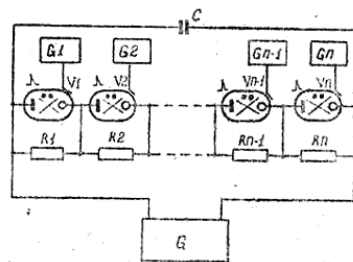 C
G1 G2 Gn-1 Gn
V1 V2 Vn-1 Vn
R1 R2 Rn-1 Rn
G